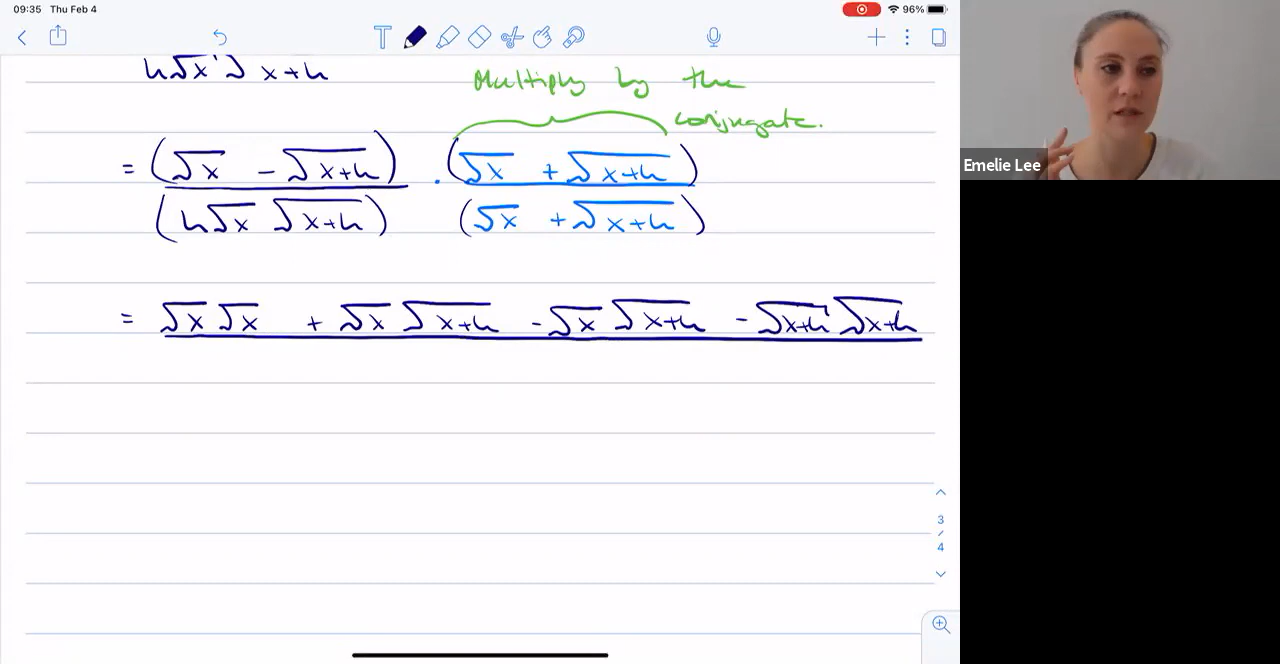 09:35 Thu Feb 4 96%
T
h√x √x+h
Multiply by the
conjugate.
= (√x - √x+h) . (√x + √x+h)
(h√x √x+h) (√x + √x+h)
= √x √x + √x √x+h - √x √x+h - √x+h √x+h
3
/
4
Emelie Lee